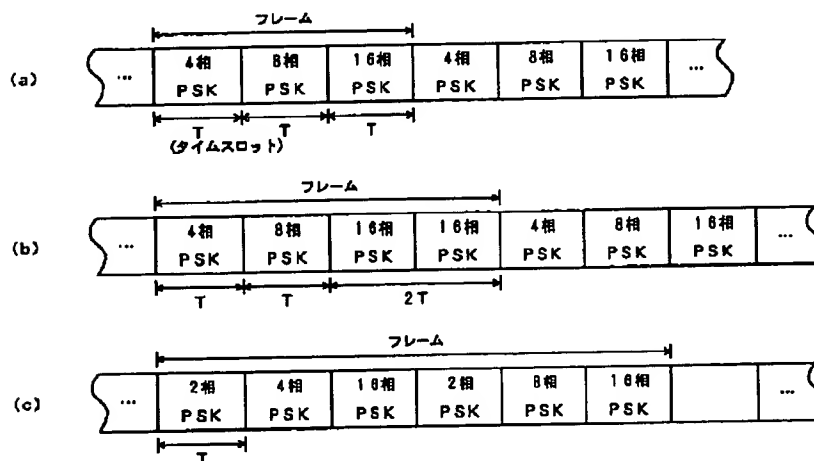 フレーム
(a) … 4相 PSK 8相 PSK 16相 PSK 4相 PSK 8相 PSK 16相 PSK …
T T T
(タイムスロット)
フレーム
(b) … 4相 PSK 8相 PSK 16相 PSK 16相 PSK 4相 PSK 8相 PSK 16相 PSK …
T T 2T
フレーム
(c) … 2相 PSK 4相 PSK 16相 PSK 2相 PSK 8相 PSK 16相 PSK …
T